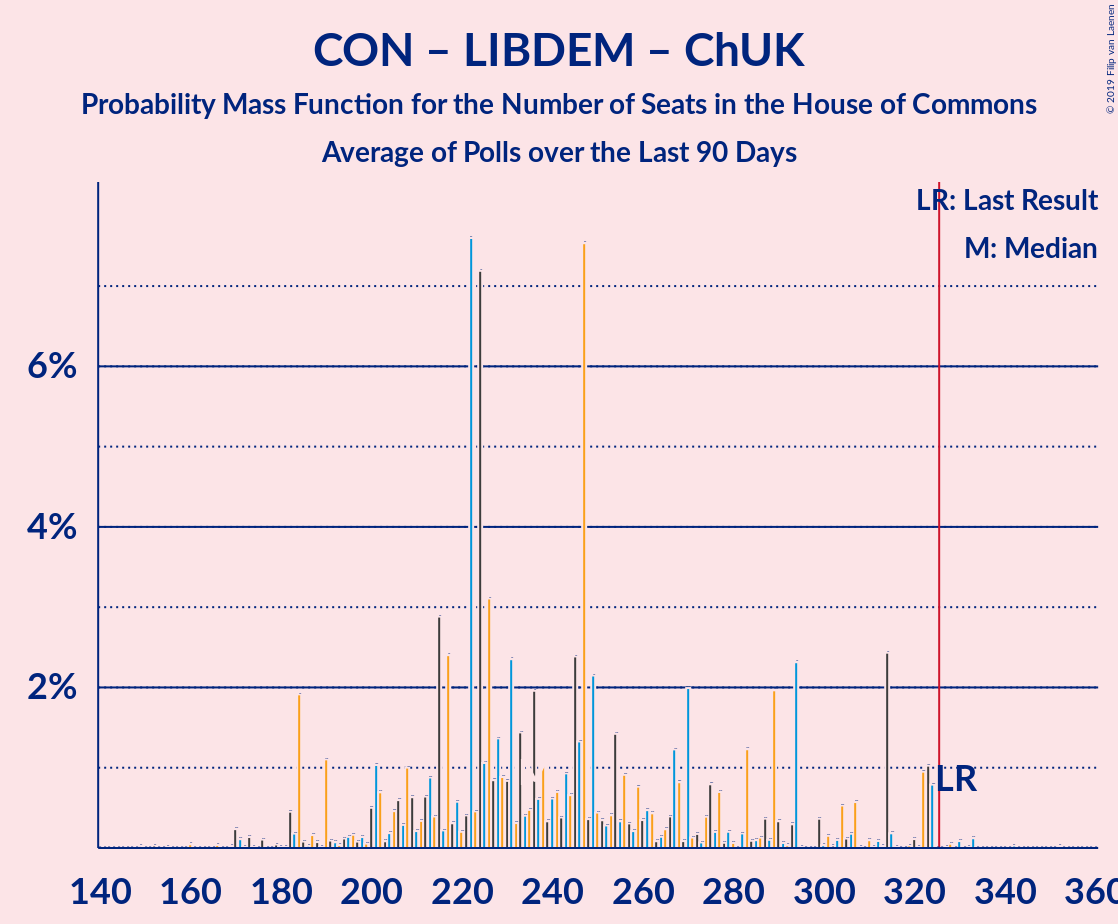 CON – LIBDEM – ChUK
Probability Mass Function for the Number of Seats in the House of Commons
Average of Polls over the Last 90 Days
© 2019 Filip van Laenen
LR: Last Result
M: Median
6%
4%
2%
LR
140 160 180 200 220 240 260 280 300 320 340 360